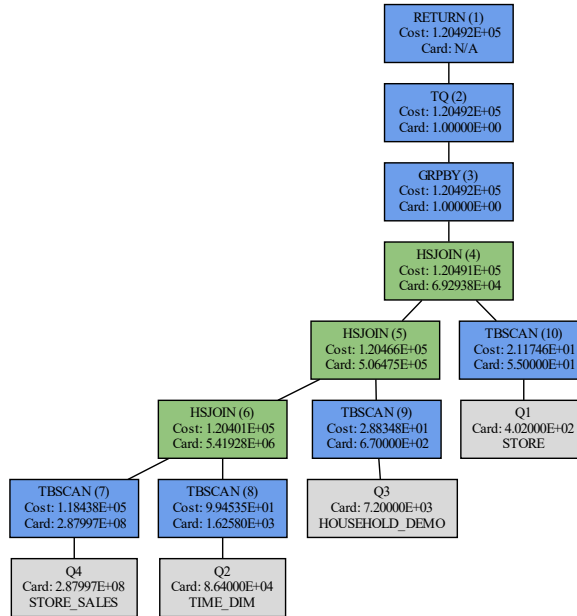 RETURN (1)
Cost: 1.20492E+05
Card: N/A
TQ (2)
Cost: 1.20492E+05
Card: 1.00000E+00
GRPBY (3)
Cost: 1.20492E+05
Card: 1.00000E+00
HSJOIN (4)
Cost: 1.20491E+05
Card: 6.92938E+04
HSJOIN (5)
Cost: 1.20466E+05
Card: 5.06475E+05
TBSCAN (10)
Cost: 2.11746E+01
Card: 5.50000E+01
HSJOIN (6)
Cost: 1.20401E+05
Card: 5.41928E+06
TBSCAN (9)
Cost: 2.88348E+01
Card: 6.70000E+02
Q1
Card: 4.02000E+02
STORE
TBSCAN (7)
Cost: 1.18438E+05
Card: 2.87997E+08
TBSCAN (8)
Cost: 9.94535E+01
Card: 1.62580E+03
Q3
Card: 7.20000E+03
HOUSEHOLD_DEMO
Q4
Card: 2.87997E+08
STORE_SALES
Q2
Card: 8.64000E+04
TIME_DIM